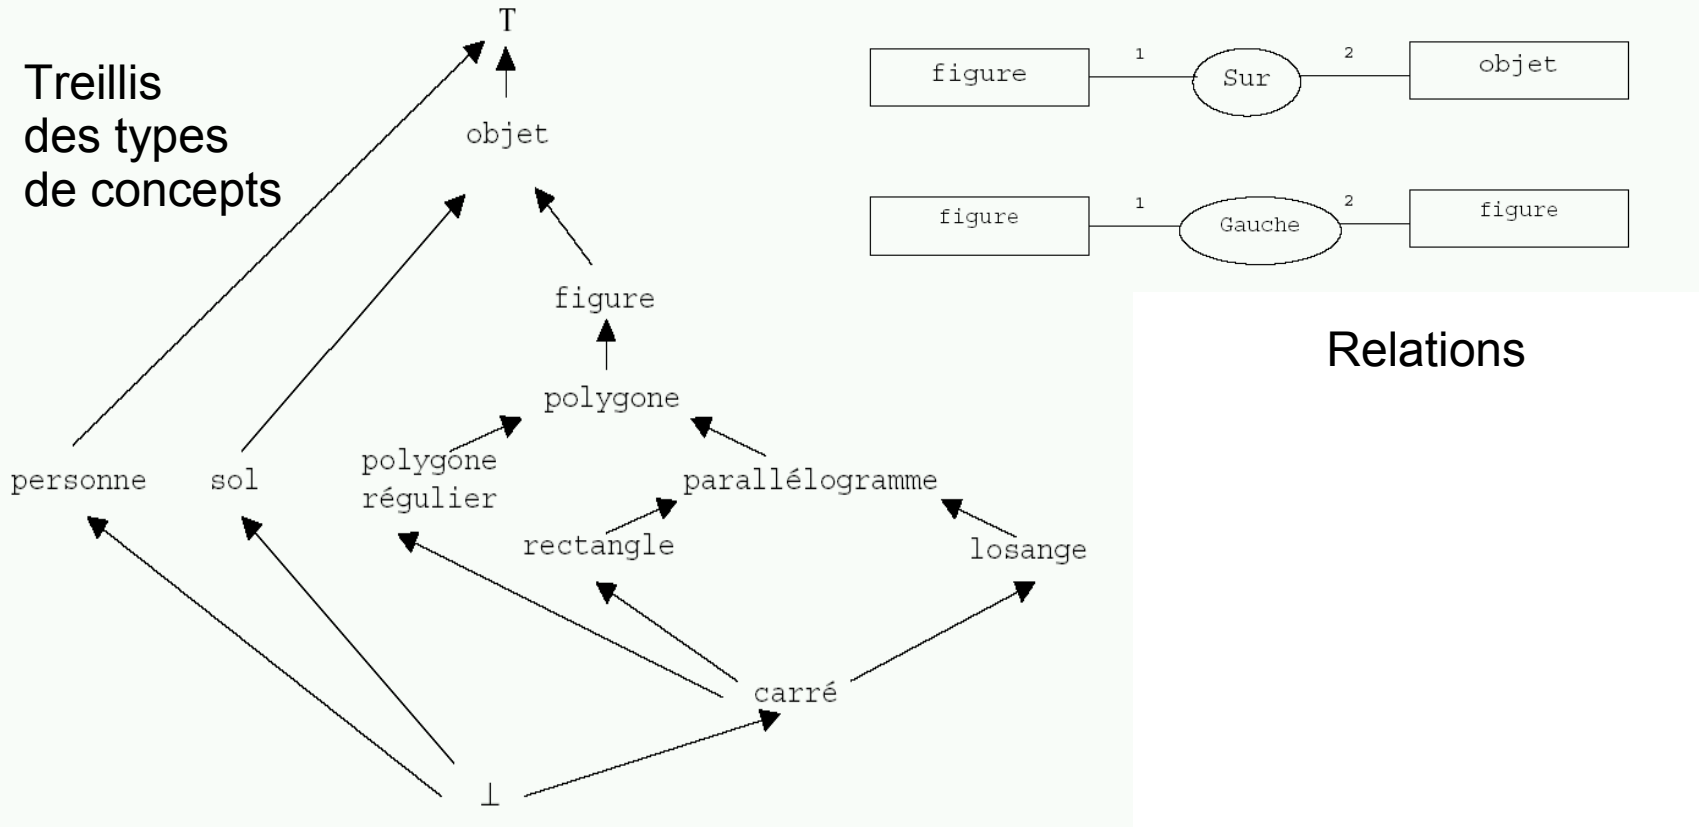 Treillis
des types
de concepts
T
objet
figure
polygone
polygone
régulier
parallélogramme
personne
sol
rectangle
losange
carré
⊥
figure
1
Sur
2
objet
figure
1
Gauche
2
figure
Relations